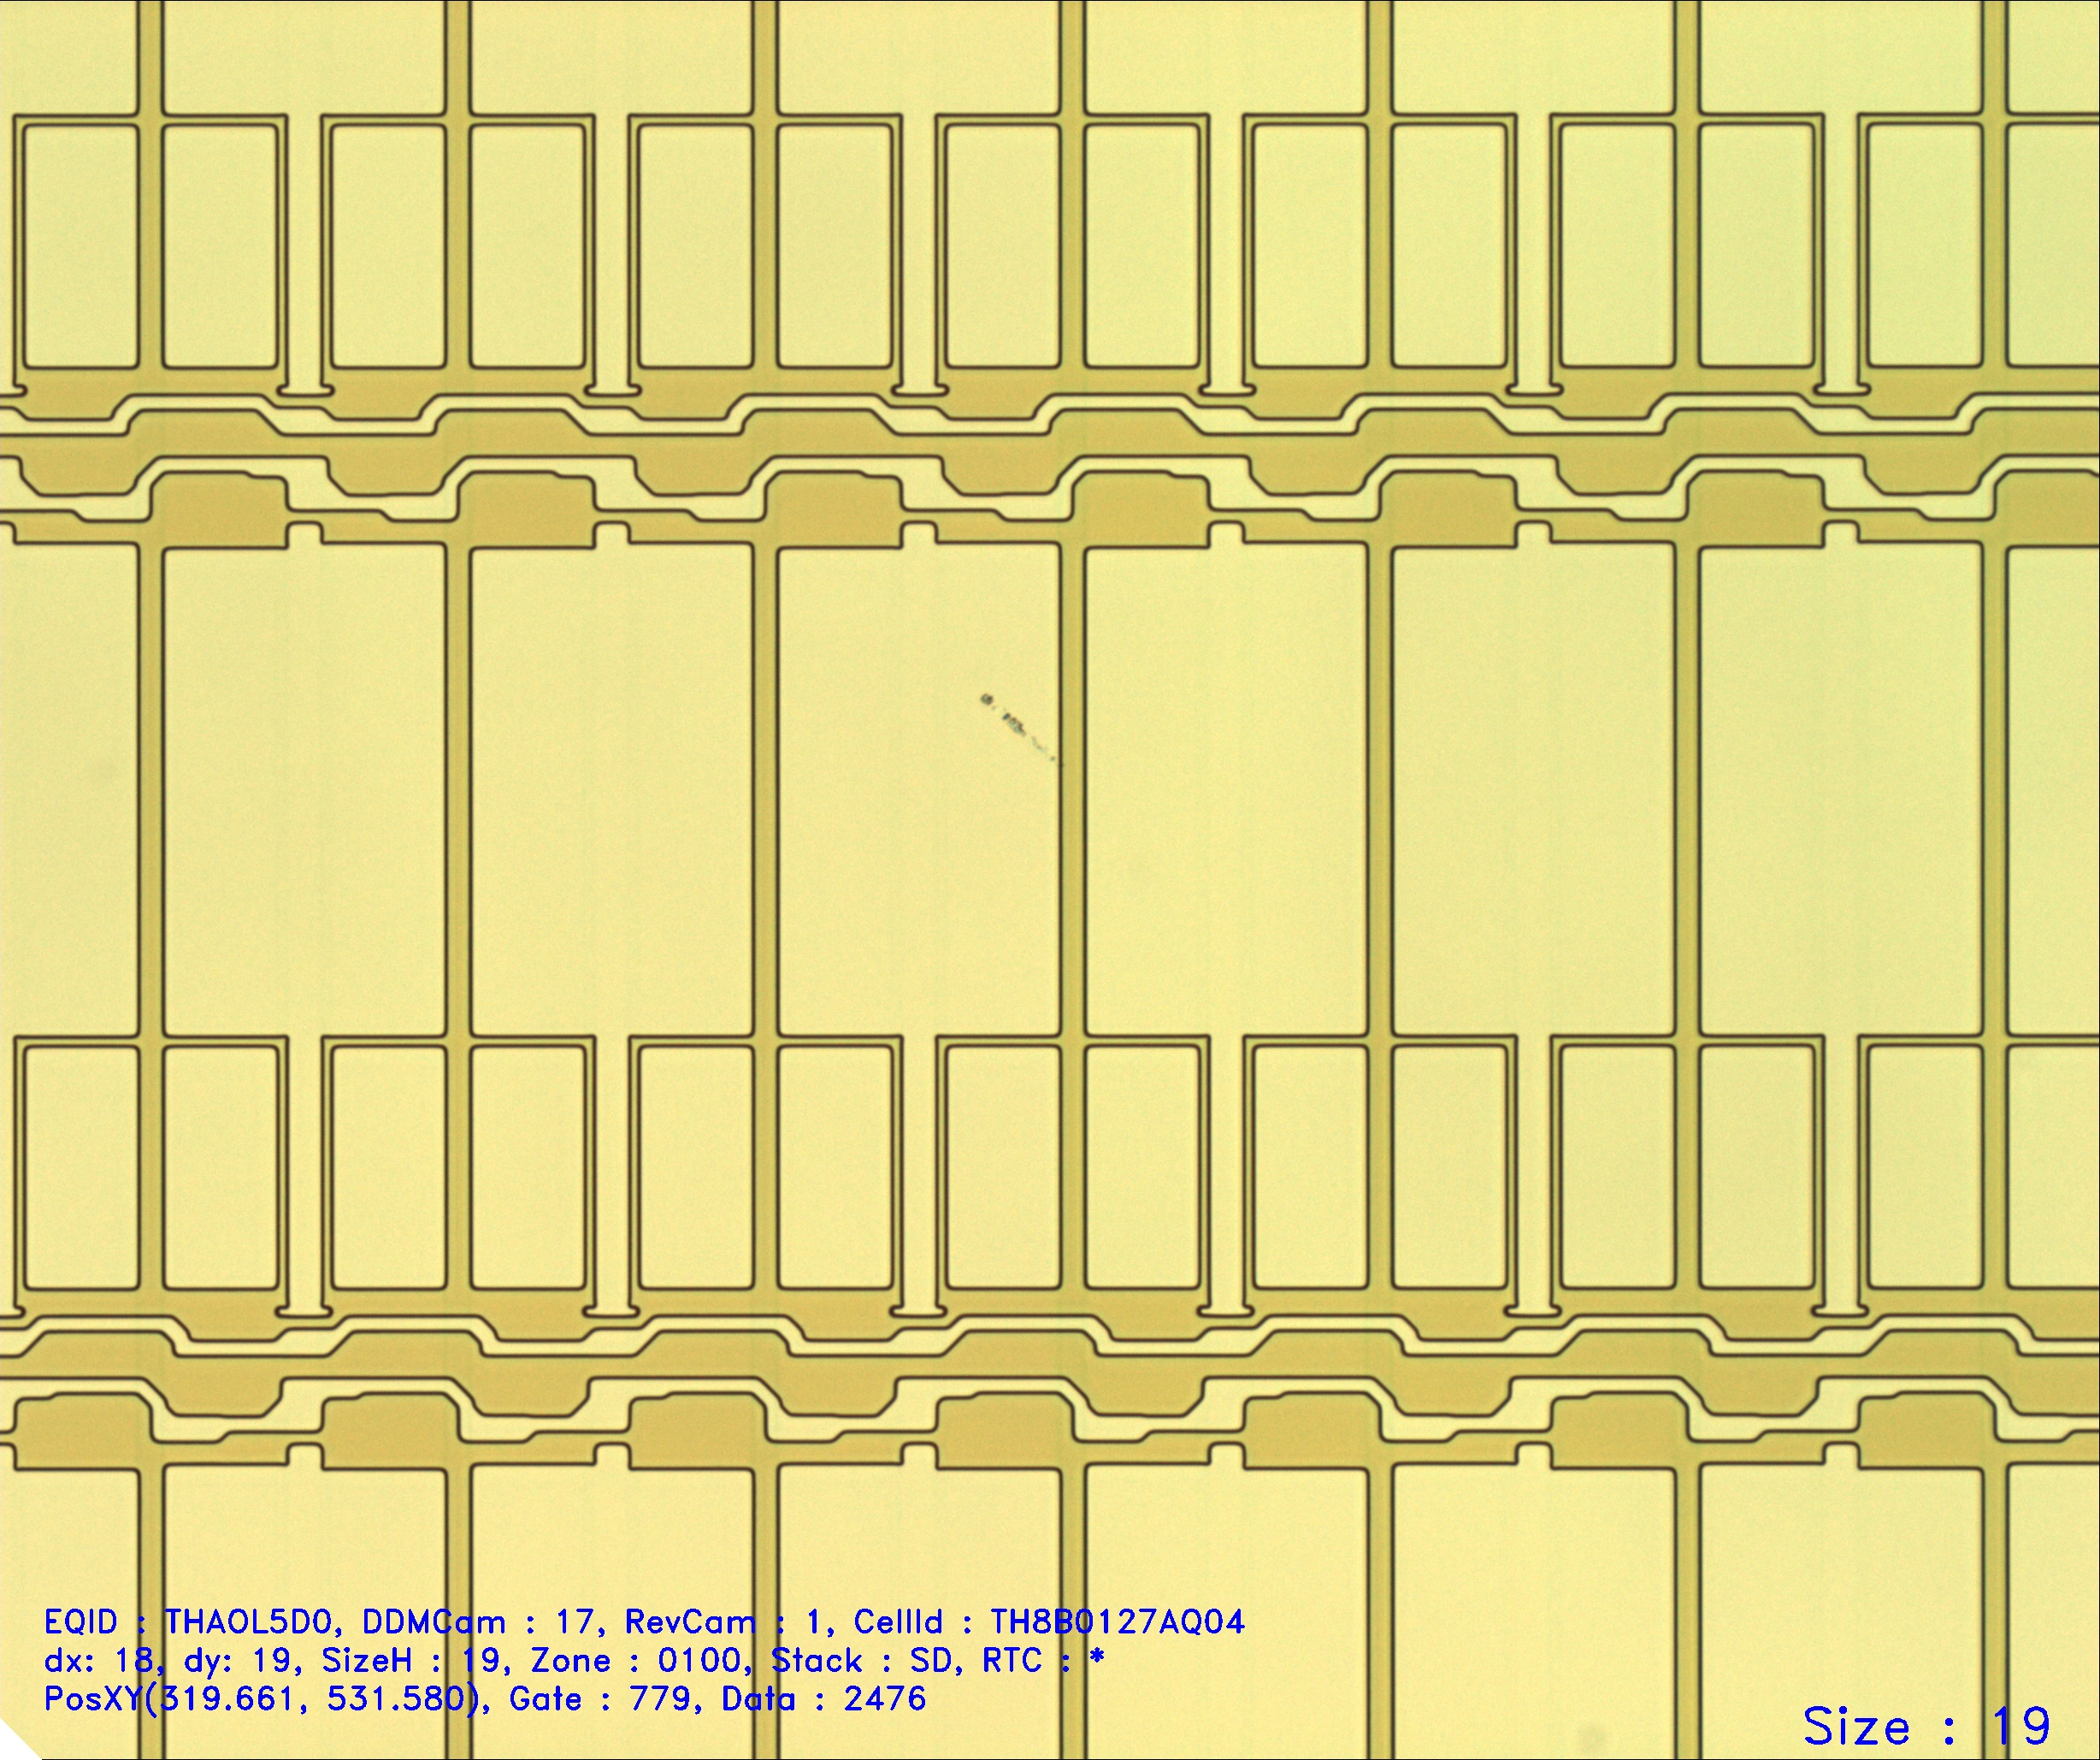 EQID : THAOL5D0, DDMCam : 17, RevCam : 1, CellId : TH8B0127AQ04
dx: 18, dy: 19, SizeH : 19, Zone : 0100, Stack : SD, RTC : *
PosXY(319.661, 531.580), Gate : 779, Data : 2476
Size : 19